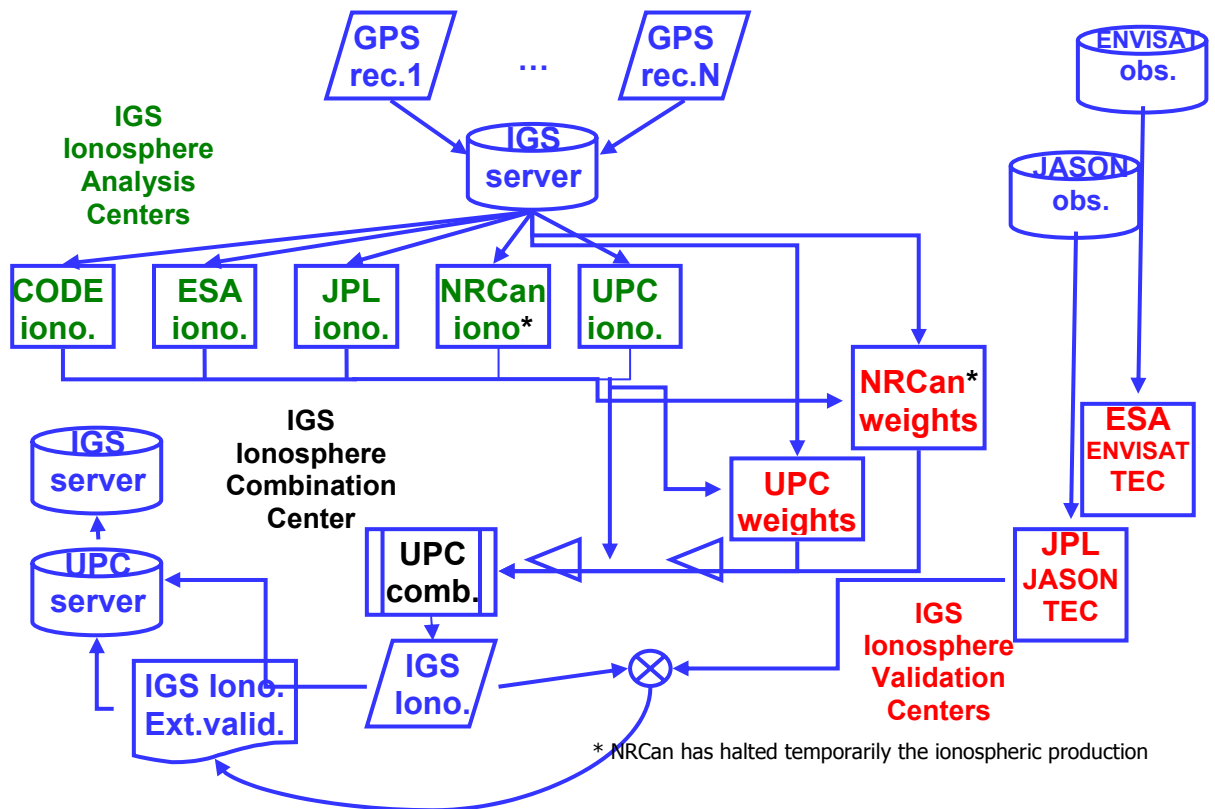 GPS
rec.1
...
GPS
rec.N
ENVISAT
obs.
IGS
Ionosphere
Analysis
Centers
IGS
server
JASON
obs.
CODE
iono.
ESA
iono.
JPL
iono.
NRCan
iono*
UPC
iono.
NRCan*
weights
ESA
ENVISAT
TEC
IGS
server
IGS
Ionosphere
Combination
Center
UPC
weights
UPC
server
UPC
comb.
JPL
JASON
TEC
IGS
Ionosphere
Validation
Centers
IGS Iono.
Ext.valid.
IGS
Iono.
* NRCan has halted temporarily the ionospheric production